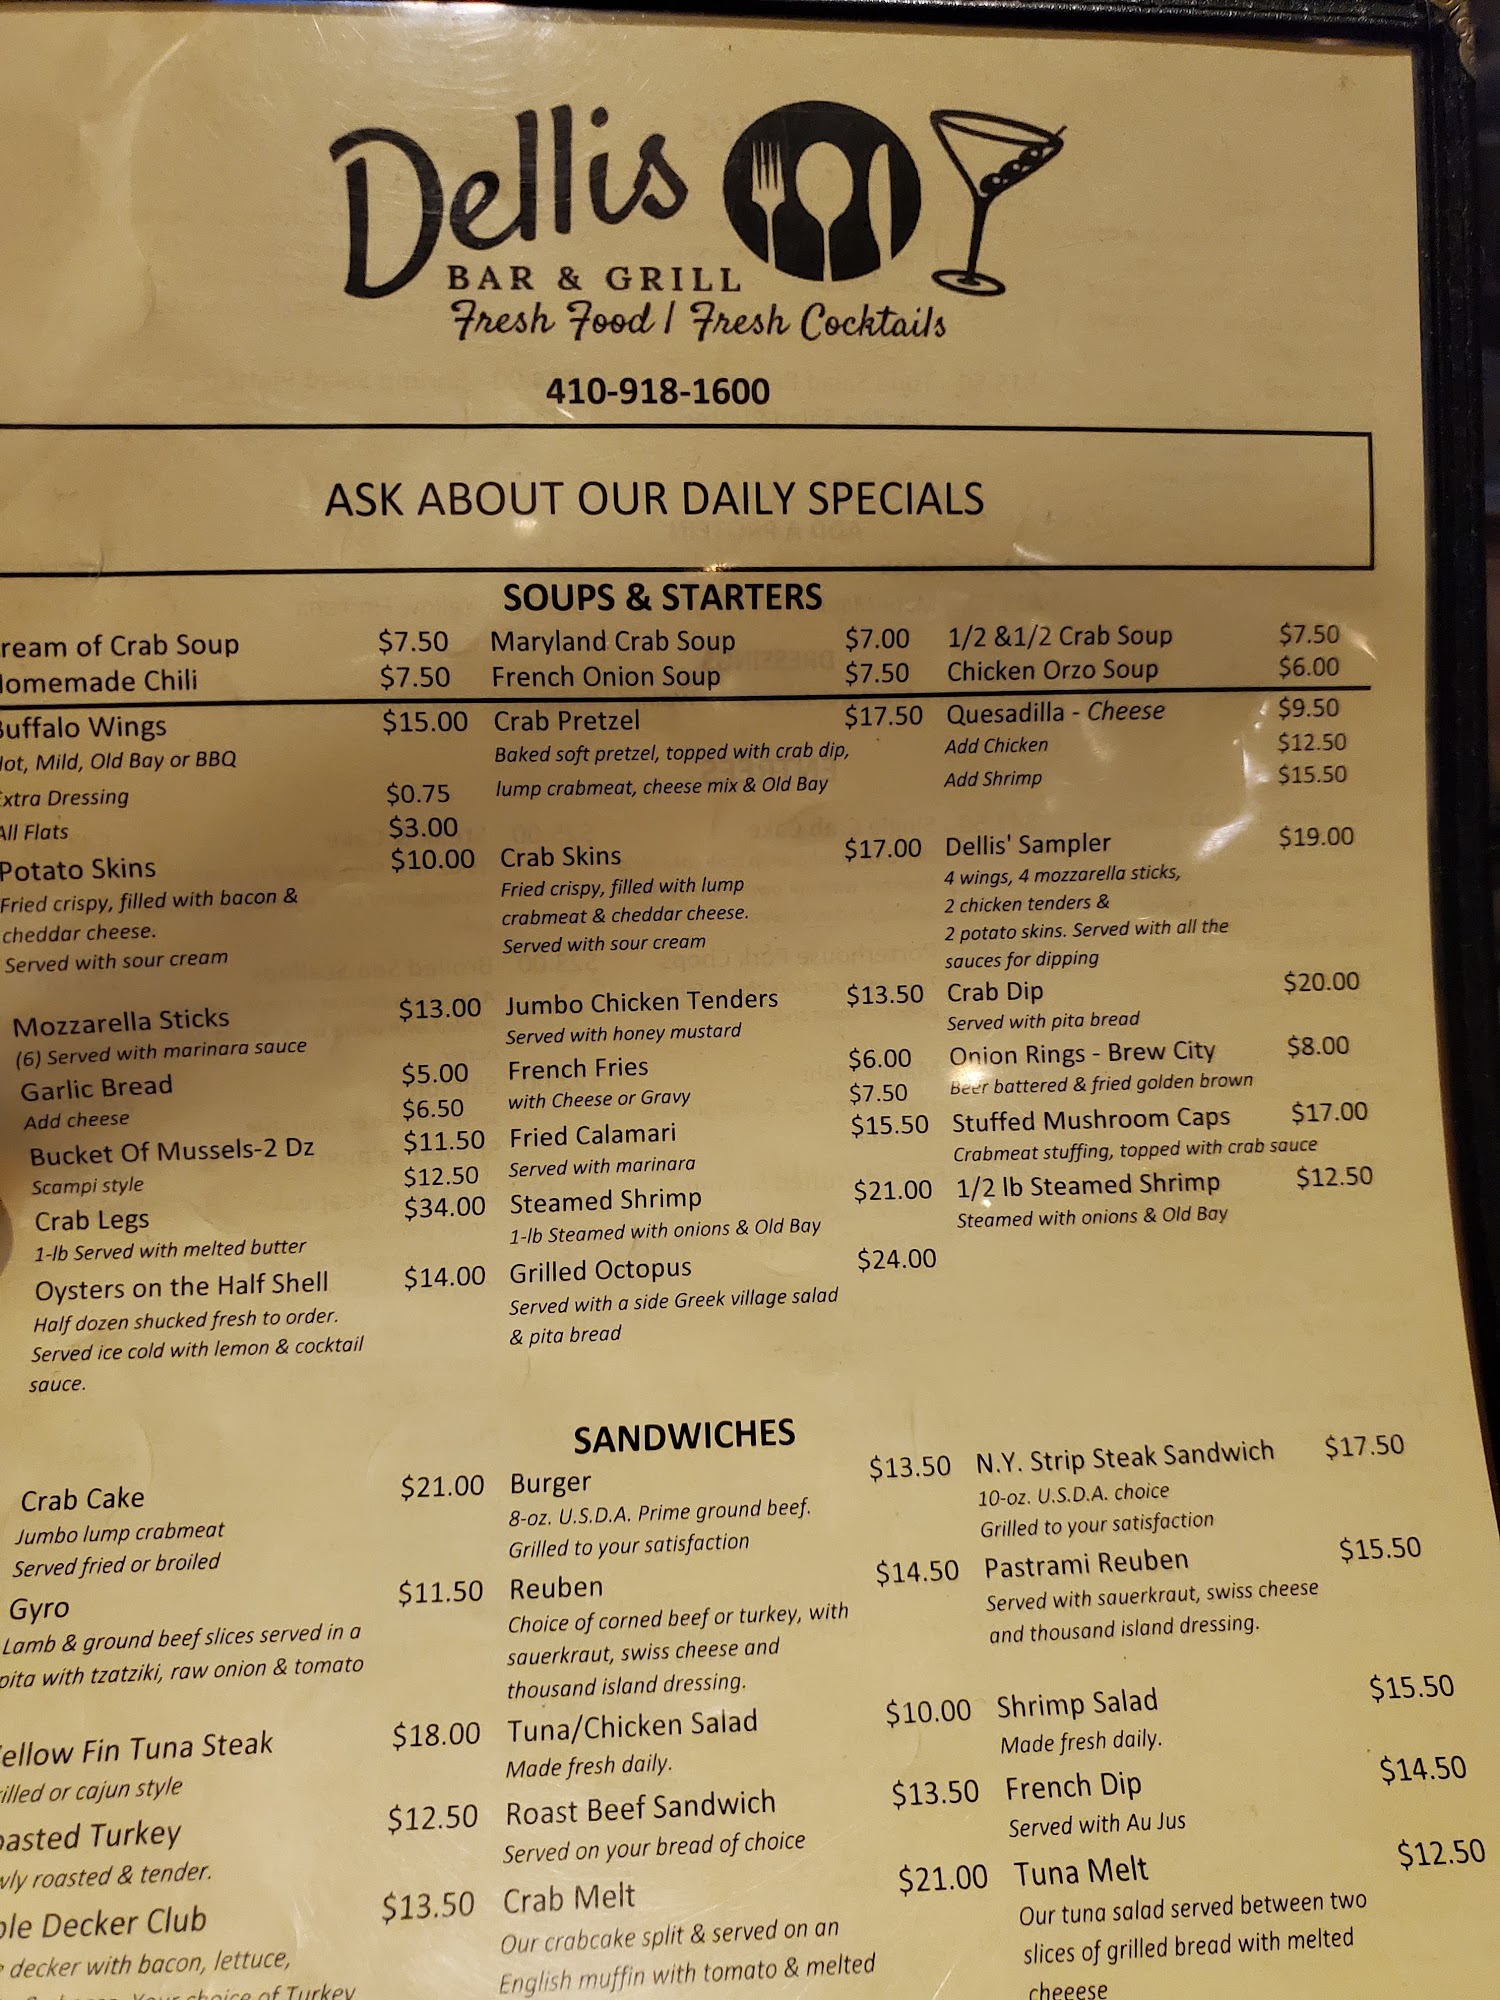 Dellis
BAR & GRILL
Fresh Food / Fresh Cocktails
410-918-1600
ASK ABOUT OUR DAILY SPECIALS
SOUPS & STARTERS
ream of Crab Soup $7.50 Maryland Crab Soup $7.00 1/2 &1/2 Crab Soup $7.50
omemade Chili $7.50 French Onion Soup $7.50 Chicken Orzo Soup $6.00
Buffalo Wings $15.00
Hot, Mild, Old Bay or BBQ
Extra Dressing $0.75
All Flats $3.00
Potato Skins $10.00
Fried crispy, filled with bacon &
cheddar cheese.
Served with sour cream
Mozzarella Sticks $13.00
(6) Served with marinara sauce
Garlic Bread $5.00
Add cheese $6.50
Bucket Of Mussels-2 Dz $11.50
Scampi style $12.50
Crab Legs $34.00
1-lb Served with melted butter
Oysters on the Half Shell $14.00
Half dozen shucked fresh to order.
Served ice cold with lemon & cocktail
sauce.
Crab Pretzel $17.50
Baked soft pretzel, topped with crab dip,
lump crabmeat, cheese mix & Old Bay
Crab Skins $17.00
Fried crispy, filled with lump
crabmeat & cheddar cheese.
Served with sour cream
Jumbo Chicken Tenders $13.50
Served with honey mustard
French Fries $6.00
with Cheese or Gravy $7.50
Fried Calamari $15.50
Served with marinara
Steamed Shrimp $21.00
1-lb Steamed with onions & Old Bay
Grilled Octopus $24.00
Served with a side Greek village salad
& pita bread
Quesadilla - Cheese $9.50
Add Chicken $12.50
Add Shrimp $15.50
Dellis' Sampler $19.00
4 wings, 4 mozzarella sticks,
2 chicken tenders &
2 potato skins. Served with all the
sauces for dipping
Crab Dip $20.00
Served with pita bread
Onion Rings - Brew City $8.00
Beer battered & fried golden brown
Stuffed Mushroom Caps $17.00
Crabmeat stuffing, topped with crab sauce
1/2 lb Steamed Shrimp $12.50
Steamed with onions & Old Bay
SANDWICHES
Crab Cake $21.00
Jumbo lump crabmeat
Served fried or broiled
Gyro $11.50
Lamb & ground beef slices served in a
pita with tzatziki, raw onion & tomato
ellow Fin Tuna Steak $18.00
rilled or cajun style
oasted Turkey $12.50
wly roasted & tender.
ple Decker Club $13.50
decker with bacon, lettuce,
Your choice of Turkey
Burger $13.50
8-oz. U.S.D.A. Prime ground beef.
Grilled to your satisfaction
Reuben $14.50
Choice of corned beef or turkey, with
sauerkraut, swiss cheese and
thousand island dressing.
Tuna/Chicken Salad $10.00
Made fresh daily.
Roast Beef Sandwich $13.50
Served on your bread of choice
Crab Melt $21.00
Our crabcake split & served on an
English muffin with tomato & melted
N.Y. Strip Steak Sandwich $17.50
10-oz. U.S.D.A. choice
Grilled to your satisfaction
Pastrami Reuben $15.50
Served with sauerkraut, swiss cheese
and thousand island dressing.
Shrimp Salad $15.50
Made fresh daily.
French Dip $14.50
Served with Au Jus
Tuna Melt $12.50
Our tuna salad served between two
slices of grilled bread with melted
cheeese